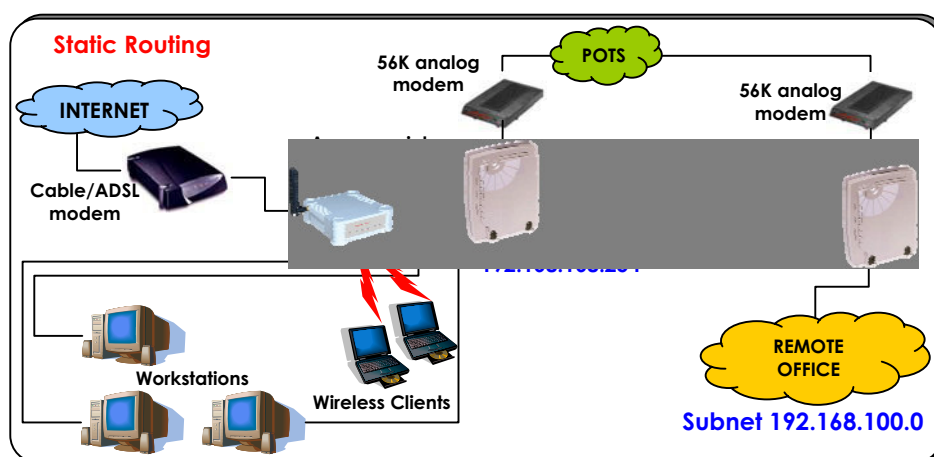 Static Routing
POTS
56K analog
modem
56K analog
modem
INTERNET
Cable/ADSL
modem
Workstations
Wireless Clients
REMOTE
OFFICE
Subnet 192.168.100.0